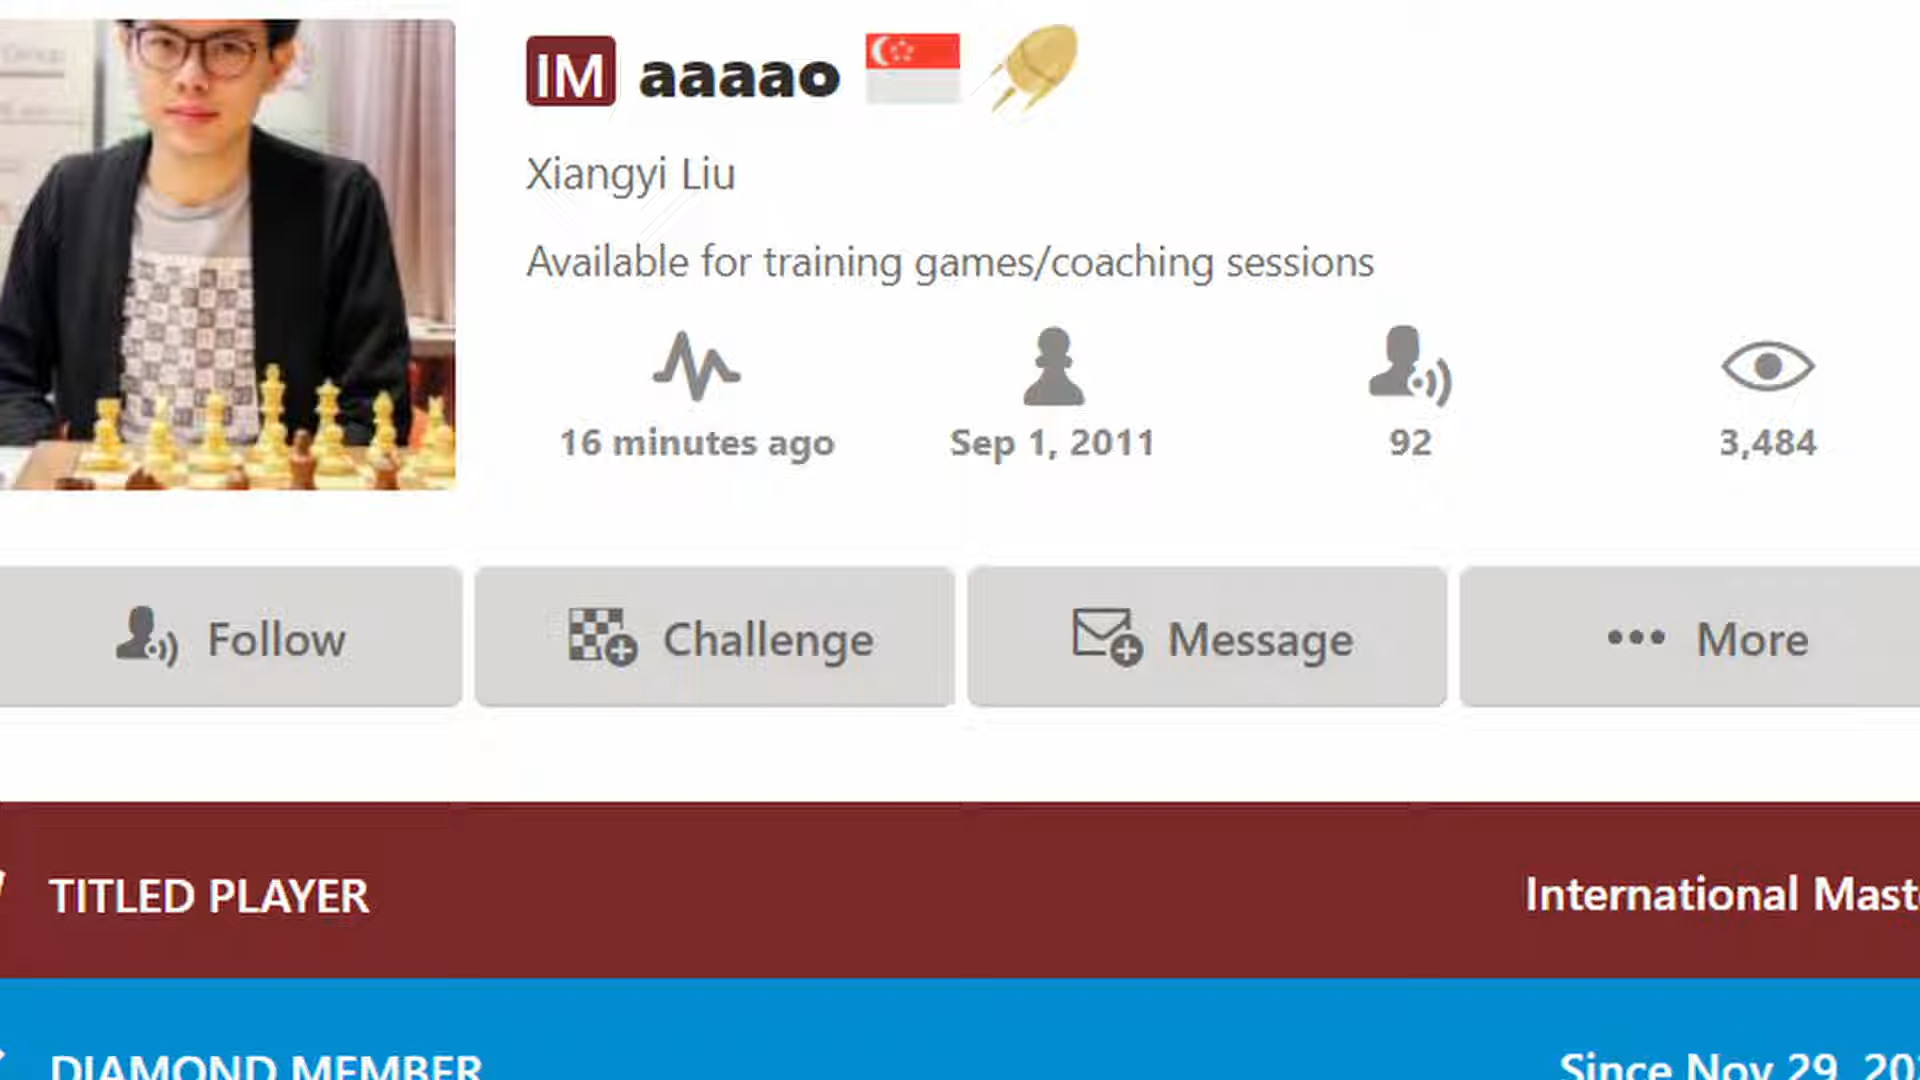 IM aaaao
Xiangyi Liu
Available for training games/coaching sessions
16 minutes ago
Sep 1, 2011
92
3,484
Follow
Challenge
Message
More
TITLED PLAYER
International Mast
DIAMOND MEMBER
Since Nov 29, 20